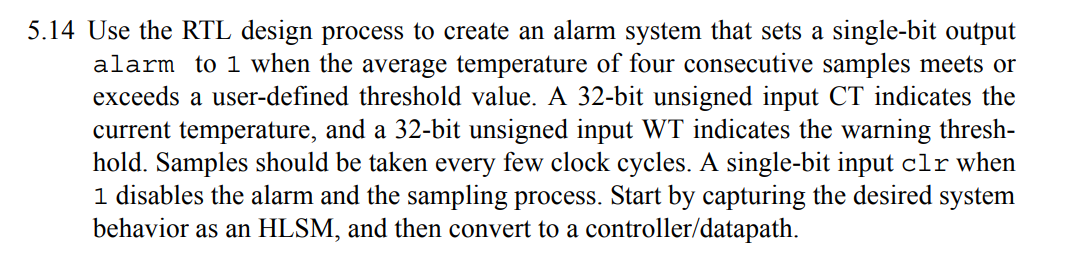 5.14 Use the RTL design process to create an alarm system that sets a single-bit output
alarm to 1 when the average temperature of four consecutive samples meets or
exceeds a user-defined threshold value. A 32-bit unsigned input CT indicates the
current temperature, and a 32-bit unsigned input WT indicates the warning thresh-
hold. Samples should be taken every few clock cycles. A single-bit input clr when
1 disables the alarm and the sampling process. Start by capturing the desired system
behavior as an HLSM, and then convert to a controller/datapath.